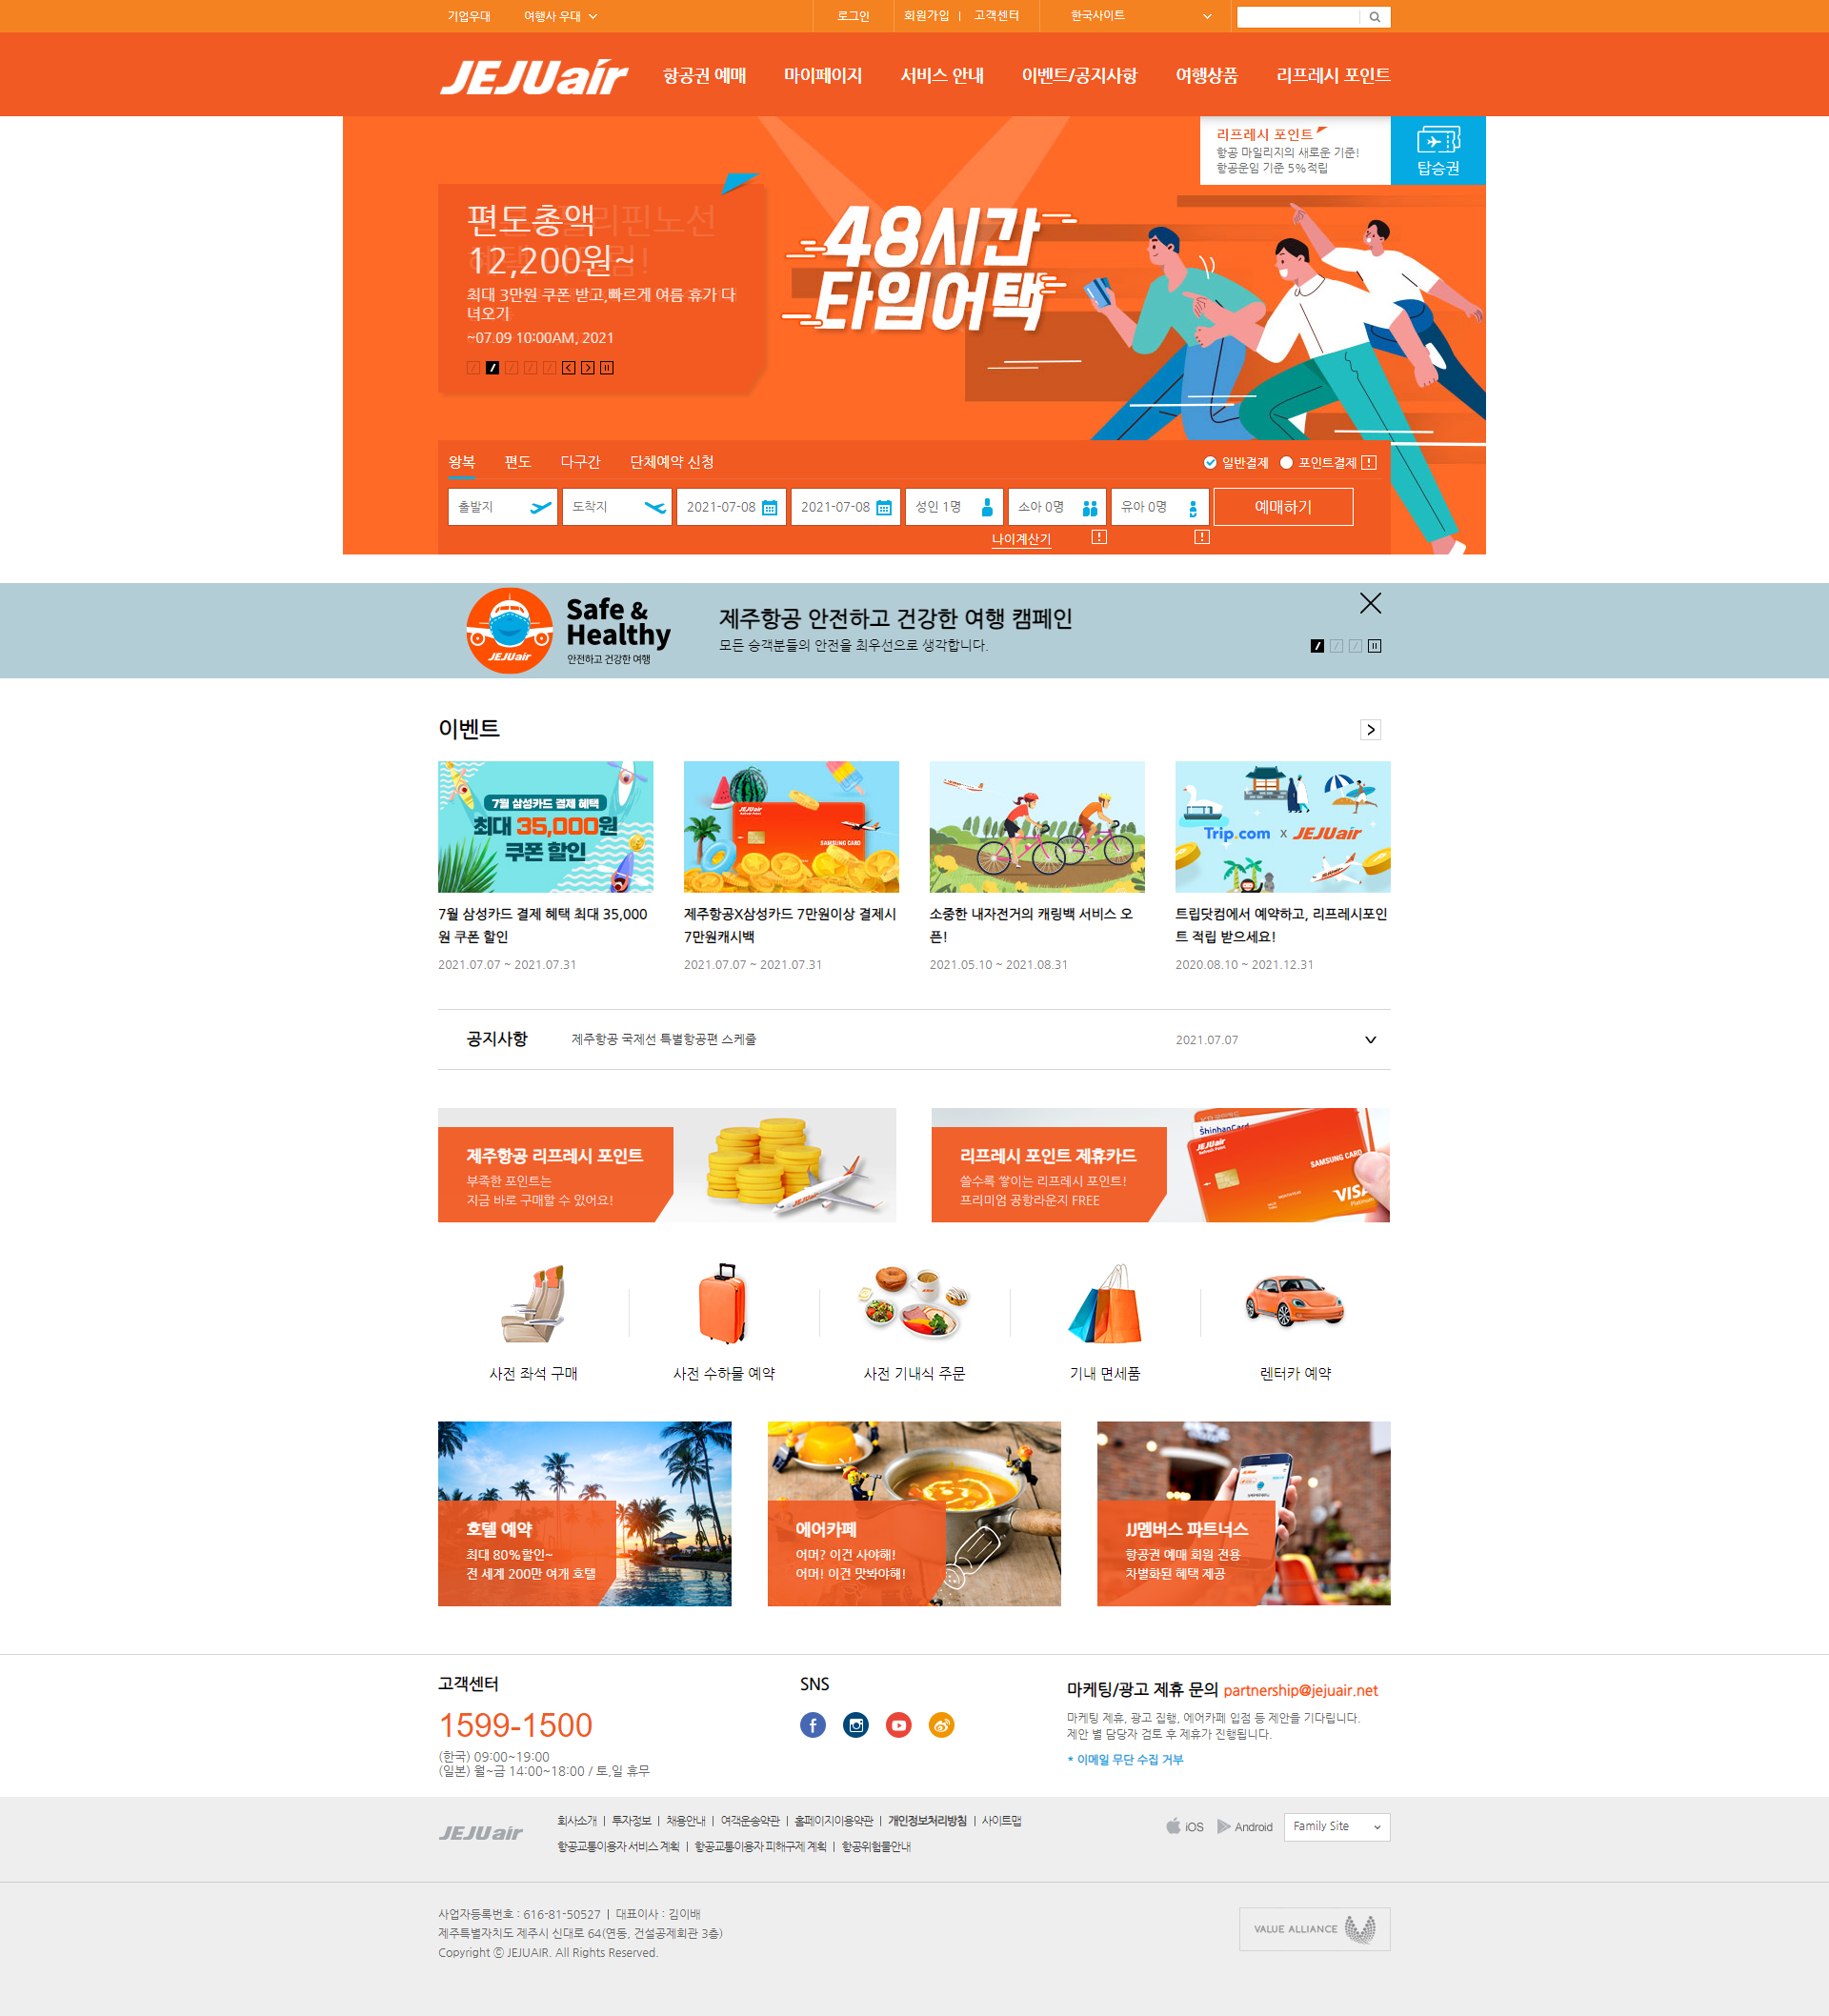 기업우대
여행사 우대
로그인
회원가입
고객센터
한국사이트
JEJUair
항공권 예매
마이페이지
서비스 안내
이벤트/공지사항
여행상품
리프레시 포인트
리프레시 포인트
항공 마일리지의 새로운 기준!
항공운임 기준 5%적립
탑승권
편도총액
12,200원~
최대 3만원 쿠폰 받고,빠르게 여름 휴가 다
녀오기
~07.09 10:00AM, 2021
48시간
타임어택
왕복
편도
다구간
단체예약 신청
일반결제
포인트결제
출발지
도착지
2021-07-08
2021-07-08
성인 1명
소아 0명
유아 0명
예매하기
나이계산기
JEJUair
Safe &
Healthy
안전하고 건강한 여행
제주항공 안전하고 건강한 여행 캠페인
모든 승객분들의 안전을 최우선으로 생각합니다.
이벤트
7월 삼성카드 결제 혜택
최대 35,000원
쿠폰 할인
JEJUair
SAMSUNG CARD
Trip.com x JEJUair
7월 삼성카드 결제 혜택 최대 35,000
원 쿠폰 할인
2021.07.07 ~ 2021.07.31
제주항공X삼성카드 7만원이상 결제시
7만원캐시백
2021.07.07 ~ 2021.07.31
소중한 내자전거의 캐링백 서비스 오
픈!
2021.05.10 ~ 2021.08.31
트립닷컴에서 예약하고, 리프레시포인
트 적립 받으세요!
2020.08.10 ~ 2021.12.31
공지사항
제주항공 국제선 특별항공편 스케줄
2021.07.07
제주항공 리프레시 포인트
부족한 포인트는
지금 바로 구매할 수 있어요!
JEJUair
리프레시 포인트 제휴카드
쓸수록 쌓이는 리프레시 포인트!
프리미엄 공항라운지 FREE
ShinhanCard
JEJUair
SAMSUNG CARD
VISA
사전 좌석 구매
사전 수하물 예약
사전 기내식 주문
기내 면세품
렌터카 예약
호텔 예약
최대 80%할인~
전 세계 200만 여개 호텔
에어카페
어머? 이건 사야해!
어머! 이건 맛봐야해!
JJ멤버스 파트너스
항공권 예매 회원 전용
차별화된 혜택 제공
고객센터
1599-1500
(한국) 09:00~19:00
(일본) 월~금 14:00~18:00 / 토,일 휴무
SNS
마케팅/광고 제휴 문의 partnership@jejuair.net
마케팅 제휴, 광고 집행, 에어카페 입점 등 제안을 기다립니다.
제안 별 담당자 검토 후 제휴가 진행됩니다.
* 이메일 무단 수집 거부
JEJUair
회사소개 | 투자정보 | 채용안내 | 여객운송약관 | 홈페이지이용약관 | 개인정보처리방침 | 사이트맵
항공교통이용자 서비스 계획 | 항공교통이용자 피해구제 계획 | 항공위험물안내
iOS
Android
Family Site
사업자등록번호 : 616-81-50527 | 대표이사 : 김이배
제주특별자치도 제주시 신대로 64(연동, 건설공제회관 3층)
Copyright ⓒ JEJUAIR. All Rights Reserved.
VALUE ALLIANCE